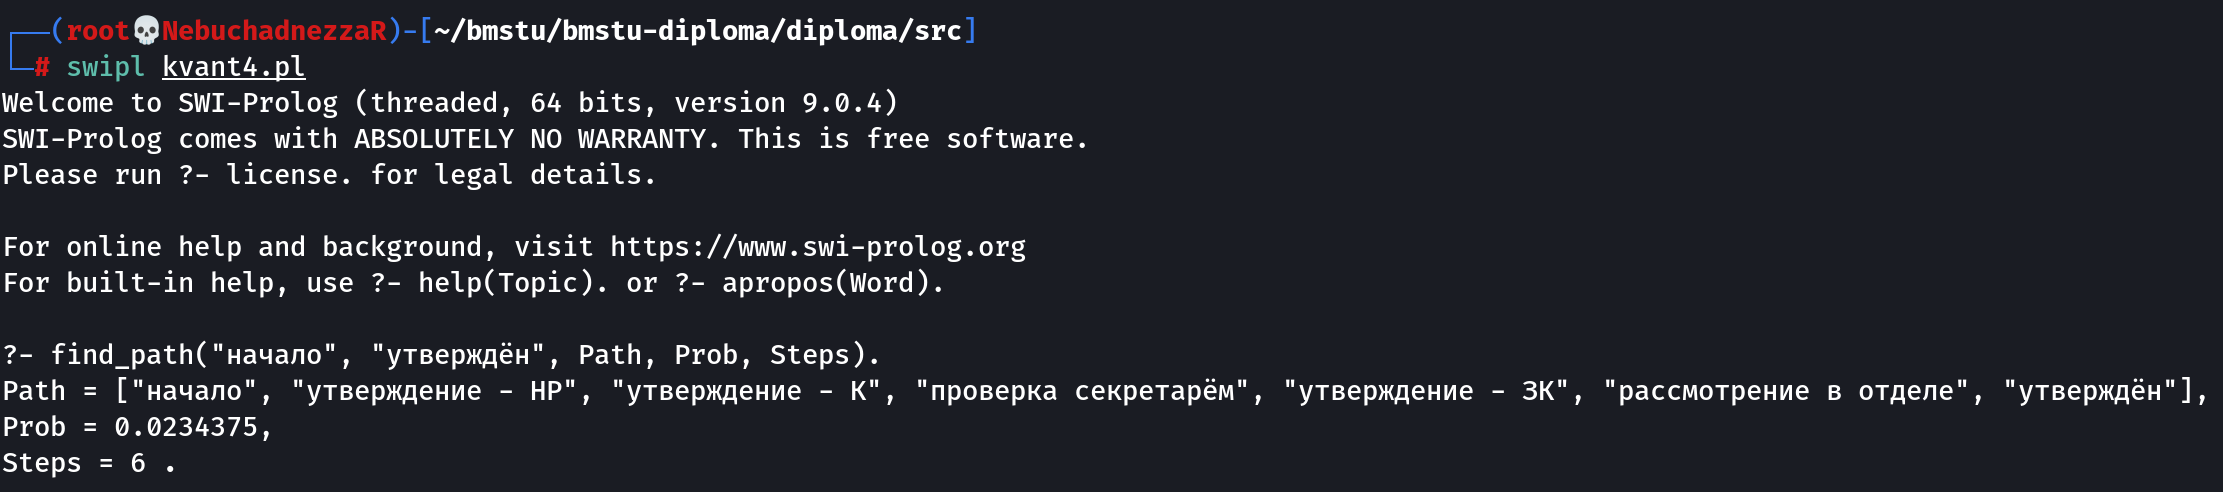 ┌──(root💀NebuchadnezzaR)-[~/bmstu/bmstu-diploma/diploma/src]
└─# swipl kvant4.pl
Welcome to SWI-Prolog (threaded, 64 bits, version 9.0.4)
SWI-Prolog comes with ABSOLUTELY NO WARRANTY. This is free software.
Please run ?- license. for legal details.
For online help and background, visit https://www.swi-prolog.org
For built-in help, use ?- help(Topic). or ?- apropos(Word).
?- find_path("начало", "утверждён", Path, Prob, Steps).
Path = ["начало", "утверждение - НР", "утверждение - К", "проверка секретарём", "утверждение - ЗК", "рассмотрение в отделе", "утверждён"],
Prob = 0.0234375,
Steps = 6 .